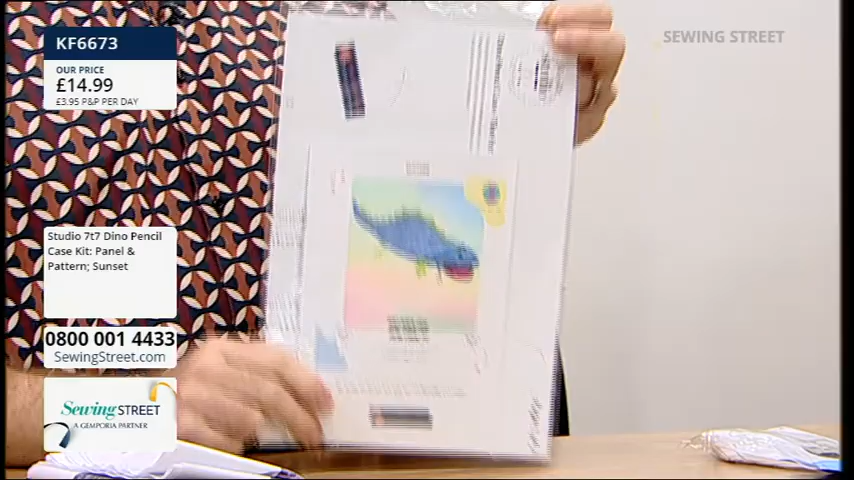 KF6673
OUR PRICE
£14.99
£3.95 P&P PER DAY
SEWING STREET
Studio 7t7 Dino Pencil
Case Kit: Panel &
Pattern; Sunset
0800 001 4433
SewingStreet.com
Sewing STREET
A GEMPORIA PARTNER